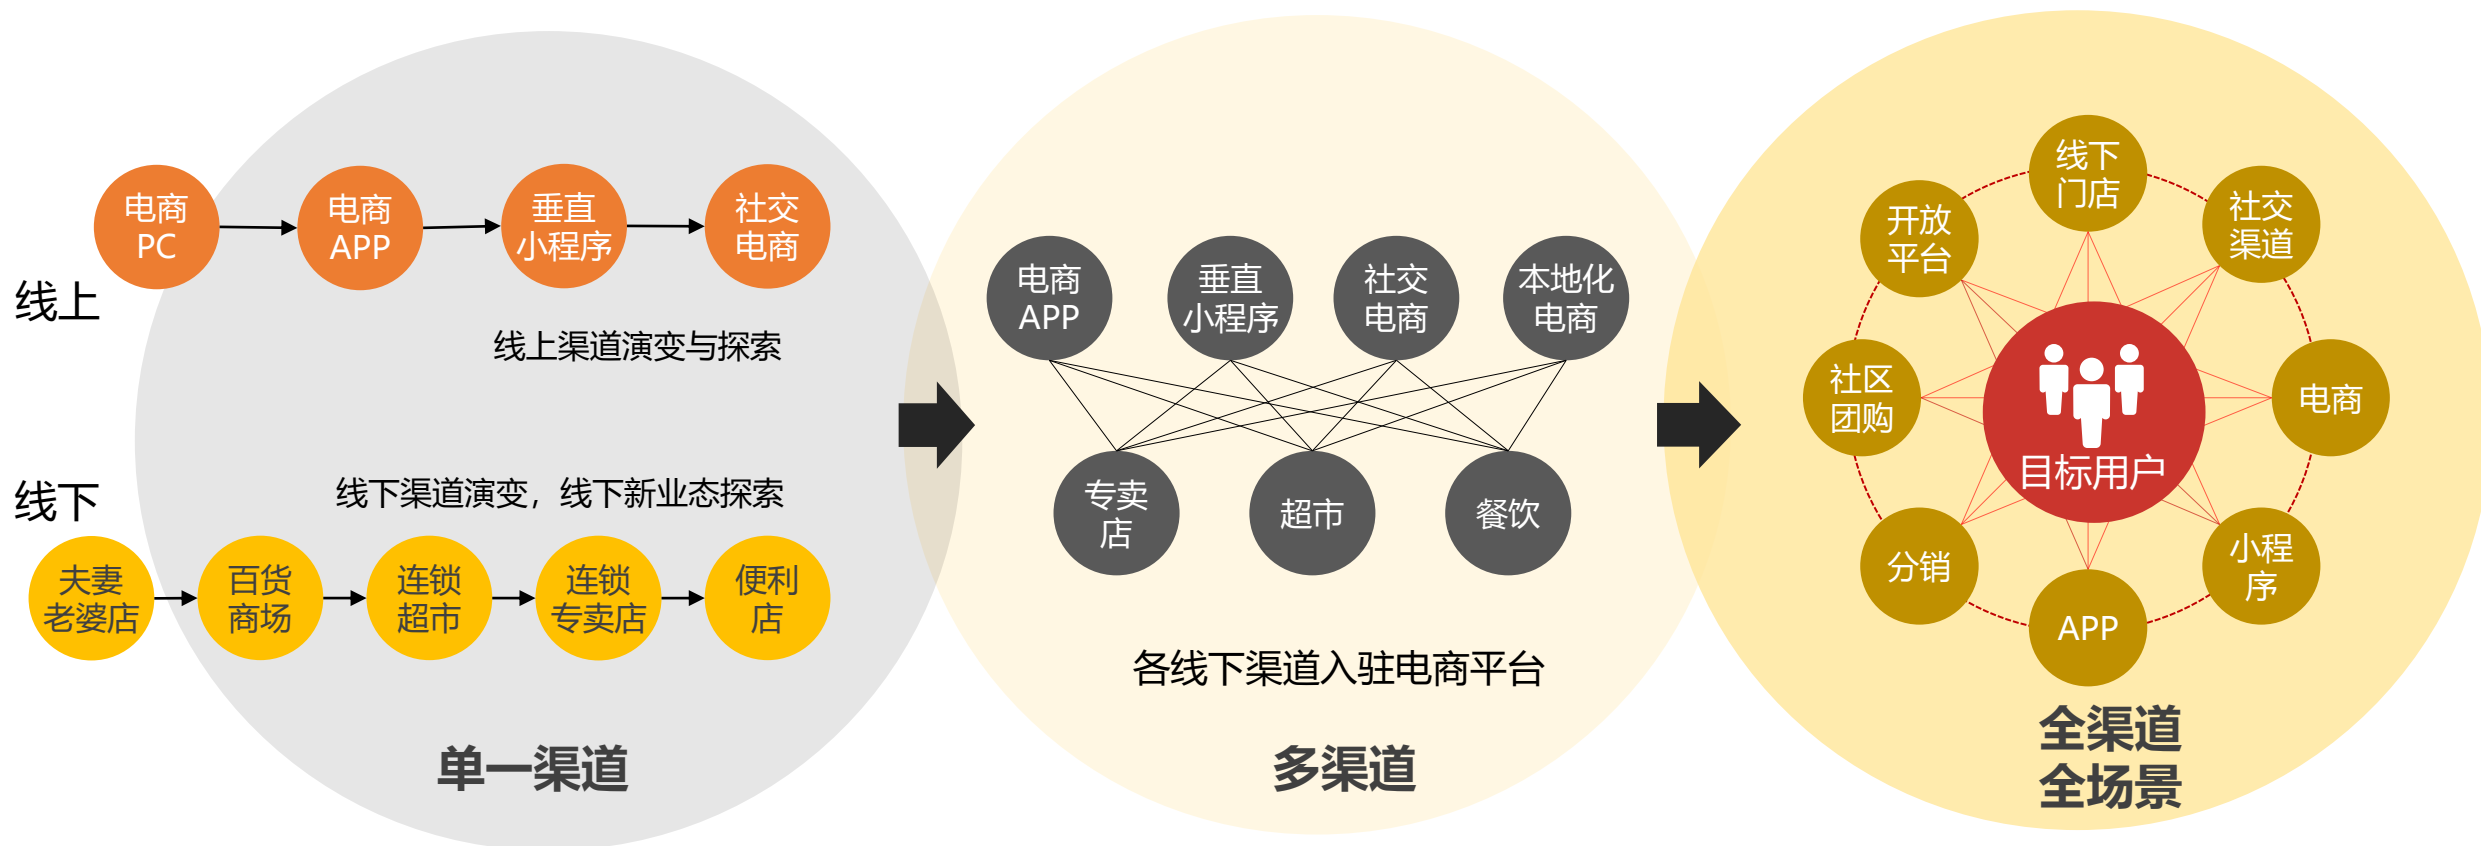 线上
电商
PC
电商
APP
垂直
小程序
社交
电商
线上渠道演变与探索
线下
线下渠道演变，线下新业态探索
夫妻
老婆店
百货
商场
连锁
超市
连锁
专卖店
便利
店
单一渠道
电商
APP
垂直
小程序
社交
电商
本地化
电商
专卖
店
超市
餐饮
各线下渠道入驻电商平台
多渠道
线下
门店
社交
渠道
电商
小程
序
APP
分销
社区
团购
开放
平台
目标用户
全渠道
全场景